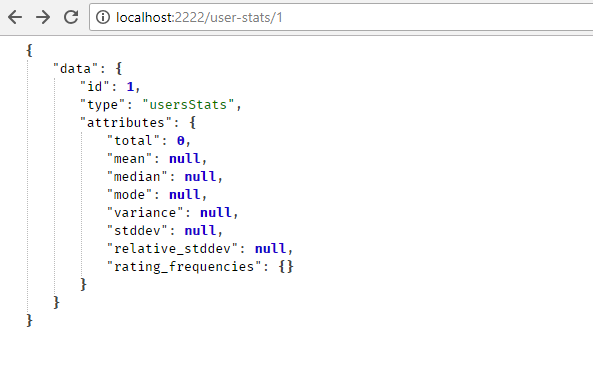 localhost:2222/user-stats/1
{
"data": {
"id": 1,
"type": "usersStats",
"attributes": {
"total": 0,
"mean": null,
"median": null,
"mode": null,
"variance": null,
"stddev": null,
"relative_stddev": null,
"rating_frequencies": {}
}
}
}